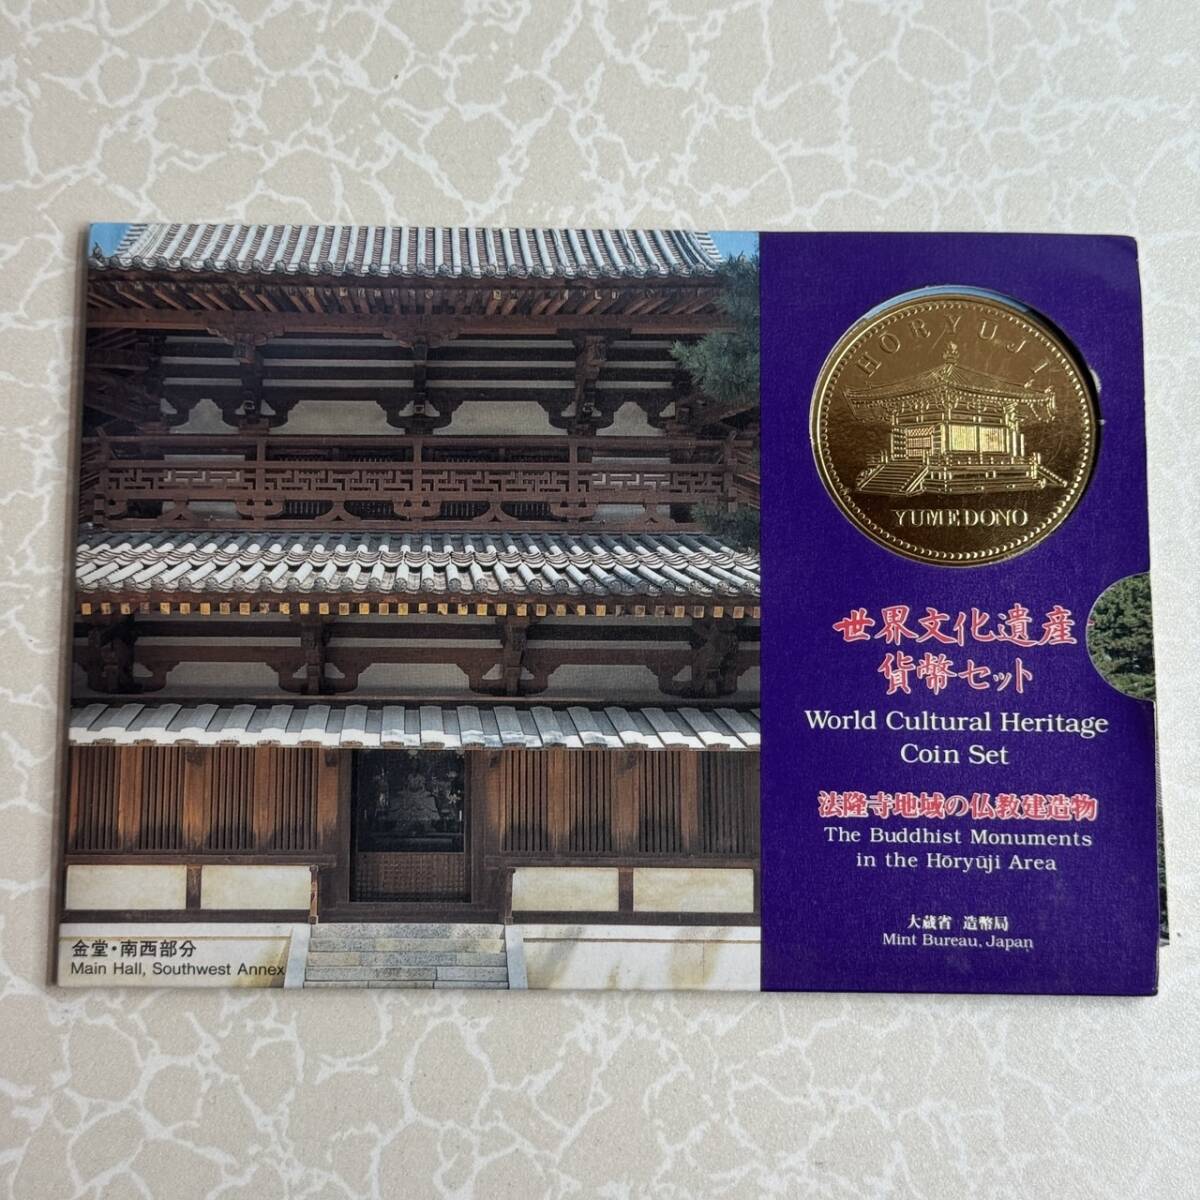 HORYUJI
YUMEDONO
世界文化遺産
貨幣セット
World Cultural Heritage
Coin Set
法隆寺地域の仏教建造物
The Buddhist Monuments
in the Hōryūji Area
大蔵省 造幣局
Mint Bureau, Japan
金堂・南西部分
Main Hall, Southwest Annex